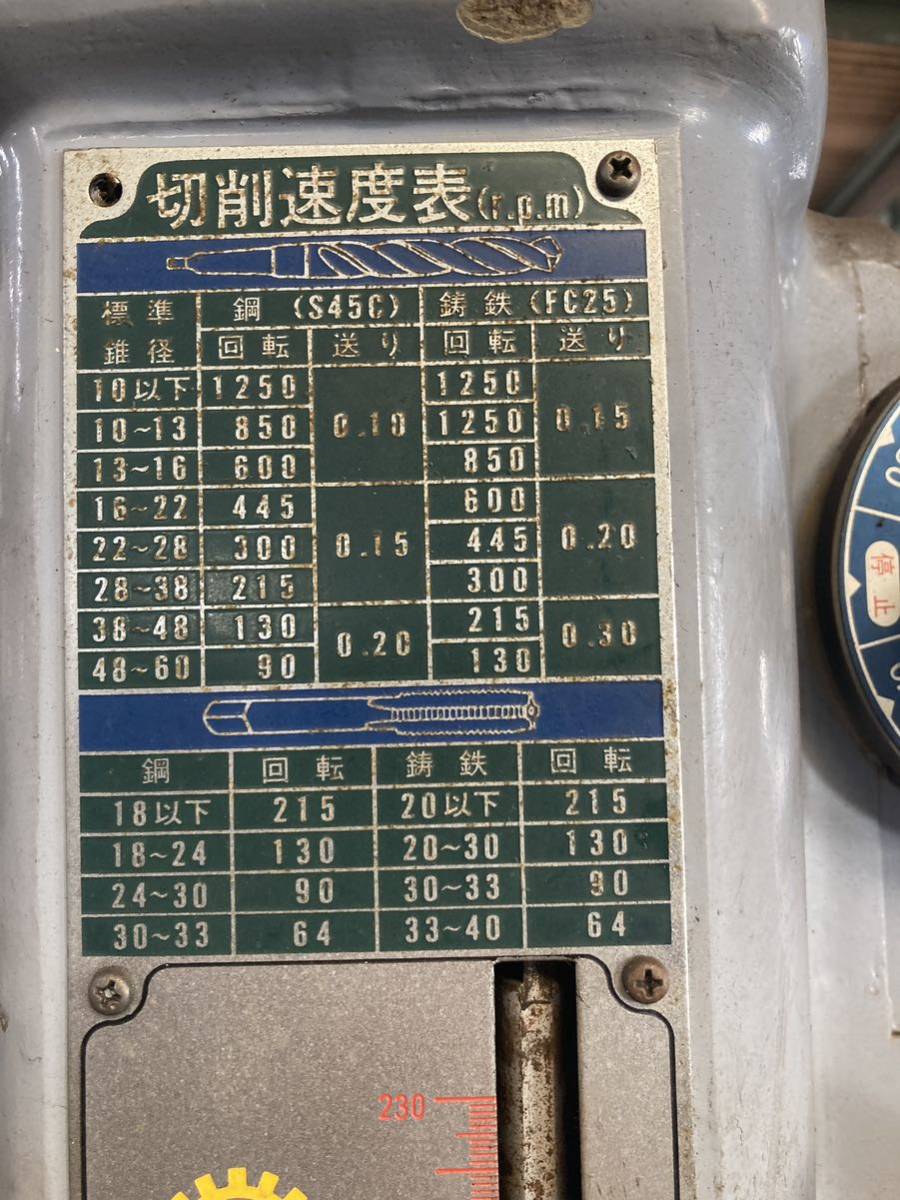 切削速度表(r.p.m)
標準 鋼(S45C) 鋳鉄(FC25)
錐径 回転 送り 回転 送り
10以下 1250 1250
10~13 850 0.10 1250 0.15
13~16 600 850
16~22 445 600
22~28 300 0.15 445 0.20
28~38 215 300
38~48 130 0.20 215 0.30
48~60 90 130
鋼 回転 鋳鉄 回転
18以下 215 20以下 215
18~24 130 20~30 130
24~30 90 30~33 90
30~33 64 33~40 64
230
停止